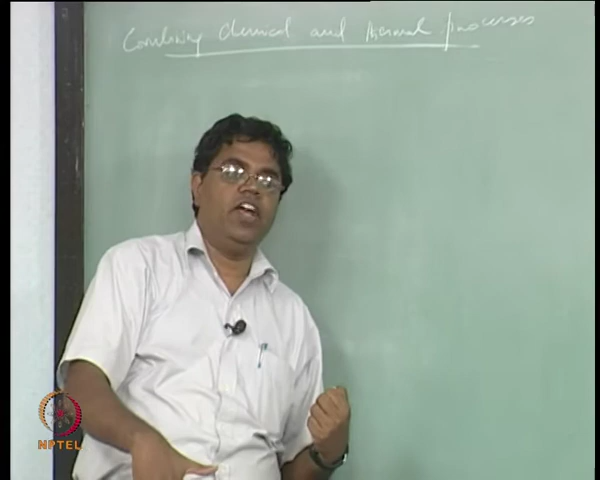 Combining chemical and thermal processes
NPTEL